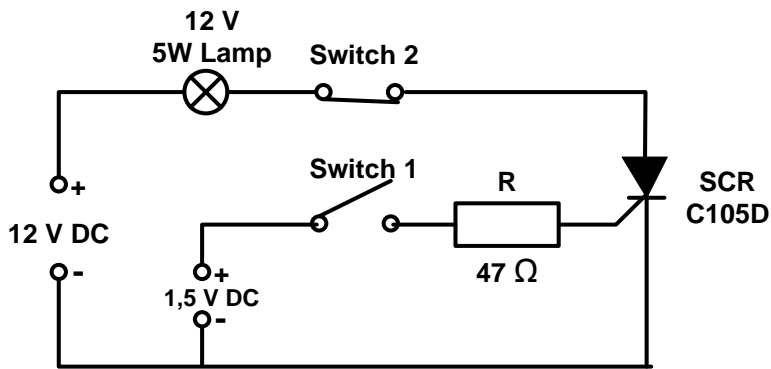 12 V
5W Lamp
Switch 2
+
12 V DC
-
Switch 1
R
47 Ω
SCR
C105D
+
1,5 V DC
-